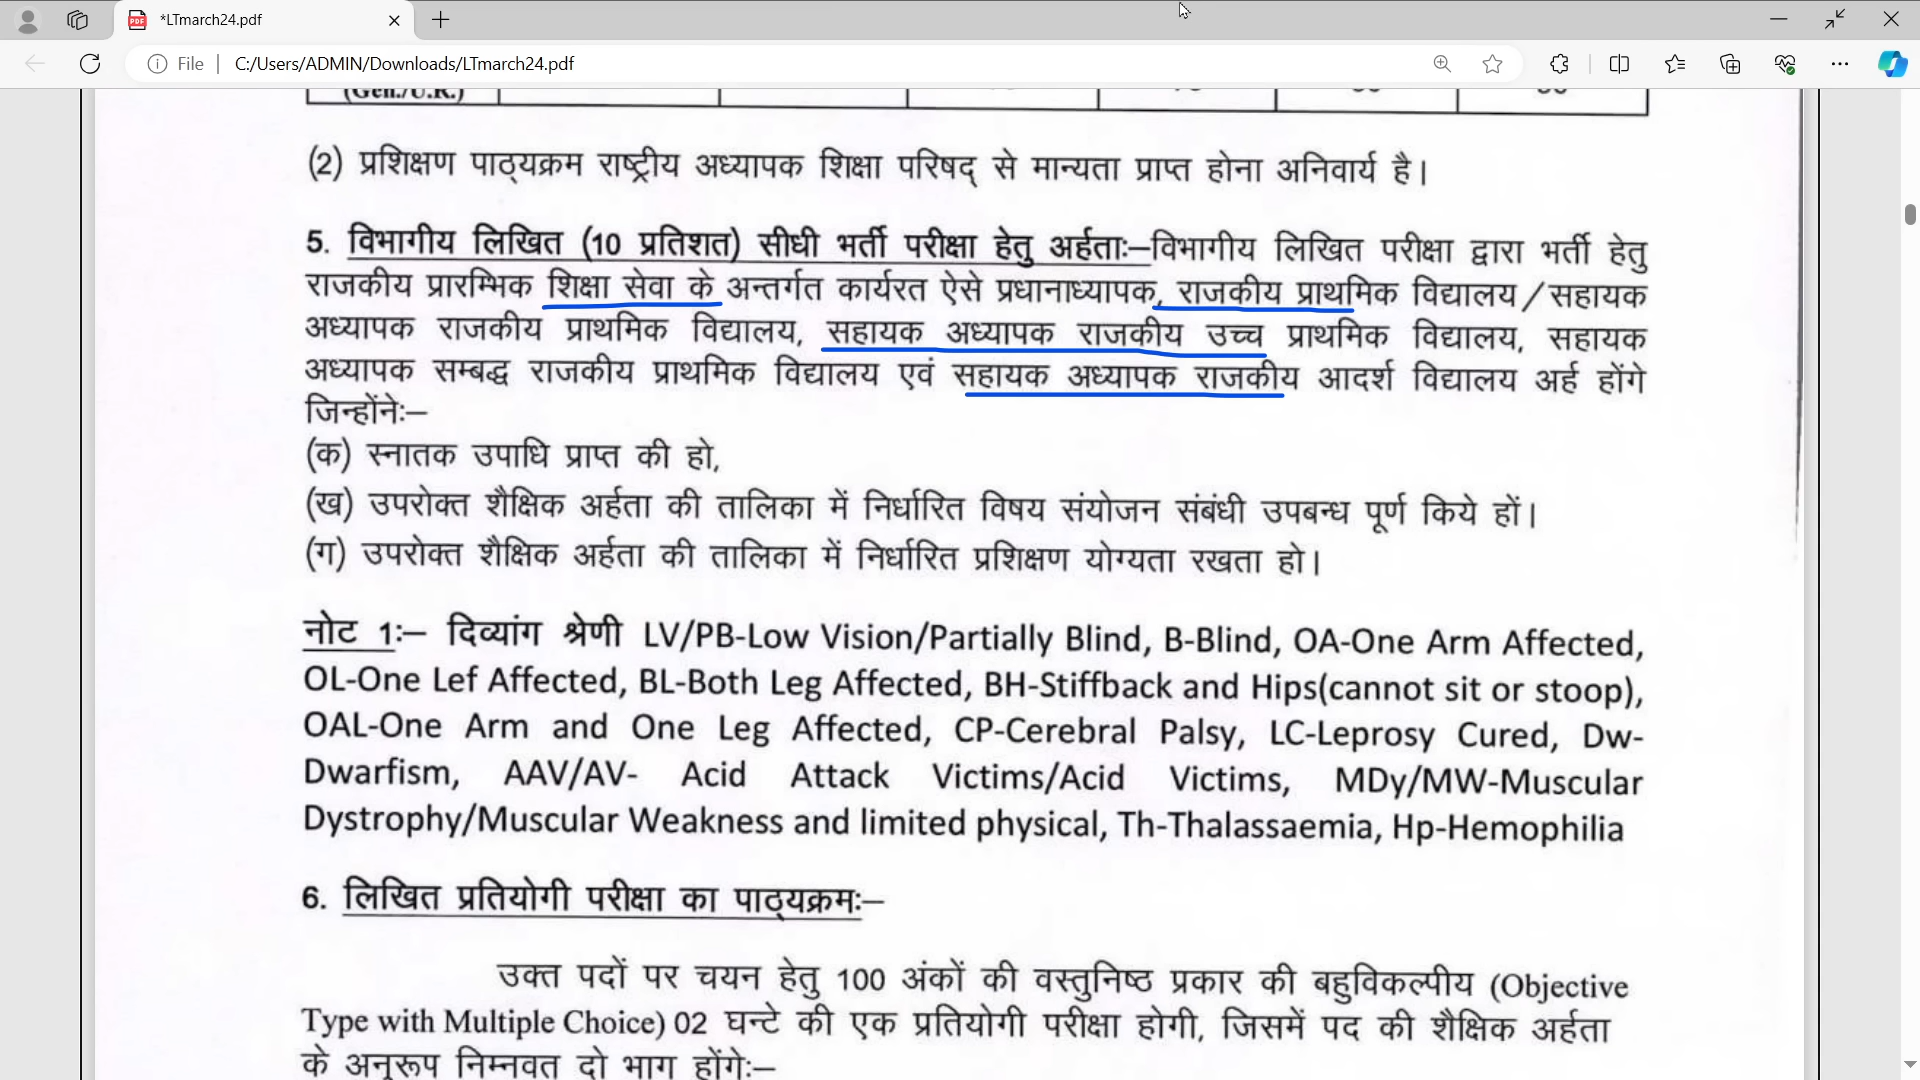 *LTmarch24.pdf
File
C:/Users/ADMIN/Downloads/LTmarch24.pdf
(Gen./U.R.)
(2) प्रशिक्षण पाठ्यक्रम राष्ट्रीय अध्यापक शिक्षा परिषद् से मान्यता प्राप्त होना अनिवार्य है।
5. विभागीय लिखित (10 प्रतिशत) सीधी भर्ती परीक्षा हेतु अर्हताः–विभागीय लिखित परीक्षा द्वारा भर्ती हेतु
राजकीय प्रारम्भिक शिक्षा सेवा के अन्तर्गत कार्यरत ऐसे प्रधानाध्यापक, राजकीय प्राथमिक विद्यालय/सहायक
अध्यापक राजकीय प्राथमिक विद्यालय, सहायक अध्यापक राजकीय उच्च प्राथमिक विद्यालय, सहायक
अध्यापक सम्बद्ध राजकीय प्राथमिक विद्यालय एवं सहायक अध्यापक राजकीय आदर्श विद्यालय अर्ह होंगे
जिन्होंनेः–
(क) स्नातक उपाधि प्राप्त की हो,
(ख) उपरोक्त शैक्षिक अर्हता की तालिका में निर्धारित विषय संयोजन संबंधी उपबन्ध पूर्ण किये हों।
(ग) उपरोक्त शैक्षिक अर्हता की तालिका में निर्धारित प्रशिक्षण योग्यता रखता हो।
नोट 1ः– दिव्यांग श्रेणी LV/PB-Low Vision/Partially Blind, B-Blind, OA-One Arm Affected,
OL-One Lef Affected, BL-Both Leg Affected, BH-Stiffback and Hips(cannot sit or stoop),
OAL-One Arm and One Leg Affected, CP-Cerebral Palsy, LC-Leprosy Cured, Dw-
Dwarfism, AAV/AV- Acid Attack Victims/Acid Victims, MDy/MW-Muscular
Dystrophy/Muscular Weakness and limited physical, Th-Thalassaemia, Hp-Hemophilia
6. लिखित प्रतियोगी परीक्षा का पाठ्यक्रमः–
उक्त पदों पर चयन हेतु 100 अंकों की वस्तुनिष्ठ प्रकार की बहुविकल्पीय (Objective
Type with Multiple Choice) 02 घन्टे की एक प्रतियोगी परीक्षा होगी, जिसमें पद की शैक्षिक अर्हता
के अनुरूप निम्नवत दो भाग होंगेः–